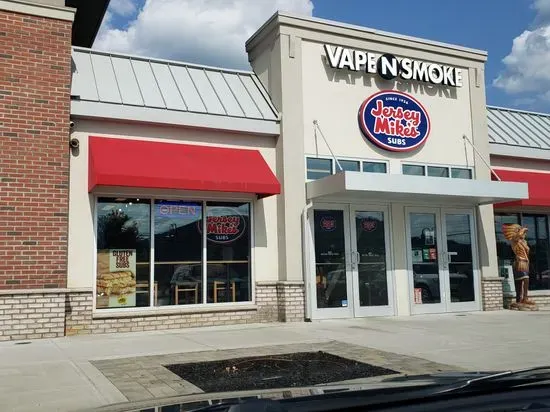 VAPE N' SMOKE
SINCE 1956
Jersey
Mike's
SUBS
OPEN
Jersey
Mike's
SUBS
GLUTEN
FREE
SUBS